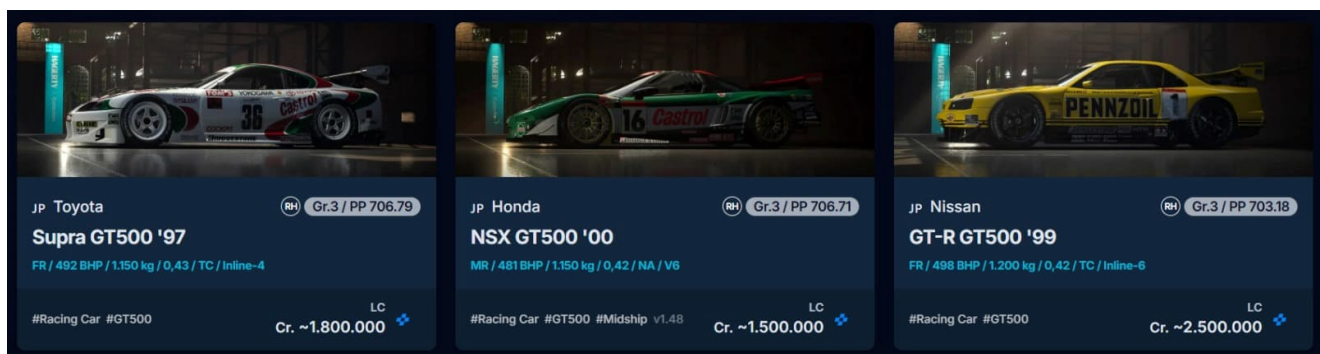 HAGERTY
YOKOHAMA
36
Castrol
JP Toyota
RH Gr.3 / PP 706.79
Supra GT500 '97
FR / 492 BHP / 1.150 kg / 0,43 / TC / Inline-4
#Racing Car #GT500
LC
Cr. ~1.800.000
HAGERTY
16
Castrol
JP Honda
RH Gr.3 / PP 706.71
NSX GT500 '00
MR / 481 BHP / 1.150 kg / 0,42 / NA / V6
#Racing Car #GT500 #Midship v1.48
LC
Cr. ~1.500.000
PENNZOIL
1
JP Nissan
RH Gr.3 / PP 703.18
GT-R GT500 '99
FR / 498 BHP / 1.200 kg / 0,42 / TC / Inline-6
#Racing Car #GT500
LC
Cr. ~2.500.000